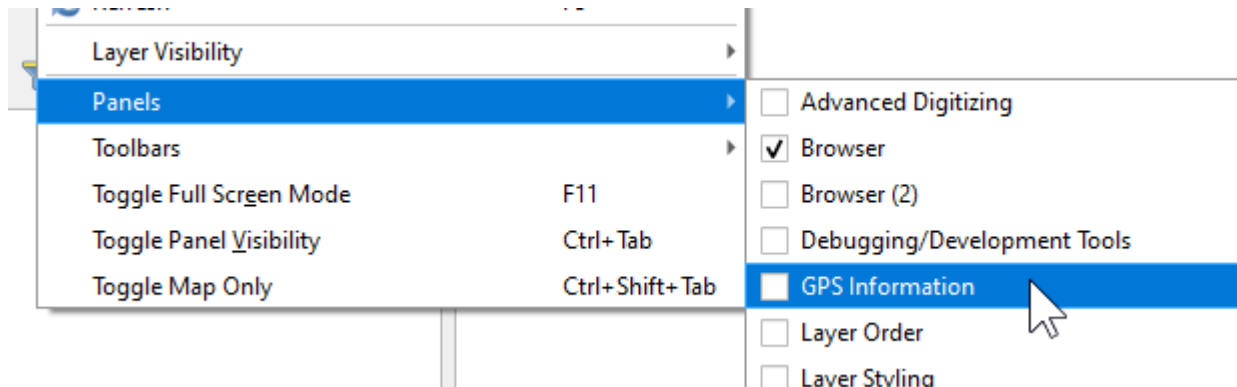 Layer Visibility
Panels
Toolbars
Toggle Full Screen Mode F11
Toggle Panel Visibility Ctrl+Tab
Toggle Map Only Ctrl+Shift+Tab
Advanced Digitizing
Browser
Browser (2)
Debugging/Development Tools
GPS Information
Layer Order
Layer Styling